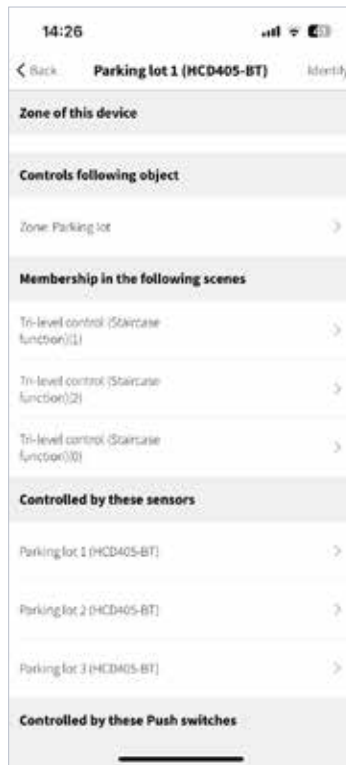 14:26
Back Parking lot 1 (HCD405-BT) Identify
Zone of this device
Controls following object
Zone: Parking lot
Membership in the following scenes
Tri-level control (Staircase
function)(1)
Tri-level control (Staircase
function)(2)
Tri-level control (Staircase
function)(0)
Controlled by these sensors
Parking lot 1 (HCD405-BT)
Parking lot 2 (HCD405-BT)
Parking lot 3 (HCD405-BT)
Controlled by these Push switches